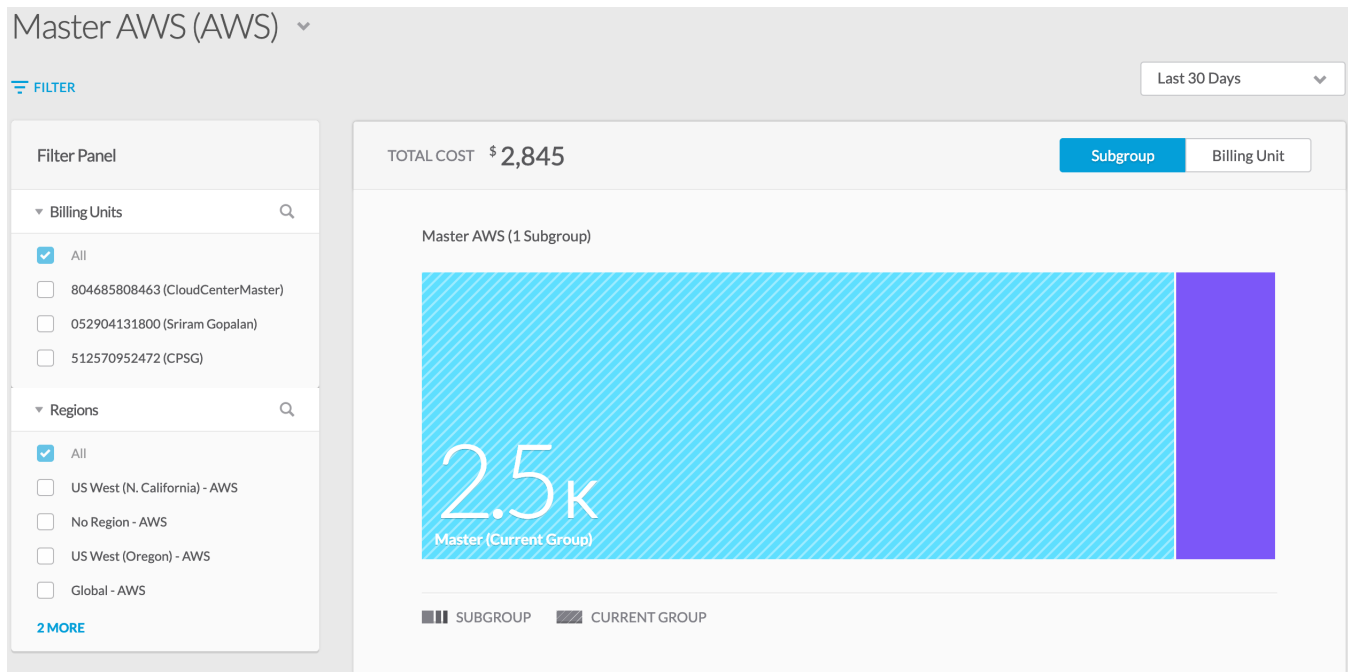 Master AWS (AWS)
FILTER
Last 30 Days
Filter Panel
Billing Units
All
804685808463 (CloudCenterMaster)
052904131800 (Sriram Gopalan)
512570952472 (CPSG)
Regions
All
US West (N. California) - AWS
No Region - AWS
US West (Oregon) - AWS
Global - AWS
2 MORE
TOTAL COST $ 2,845
Subgroup
Billing Unit
Master AWS (1 Subgroup)
2.5K
Master (Current Group)
SUBGROUP
CURRENT GROUP